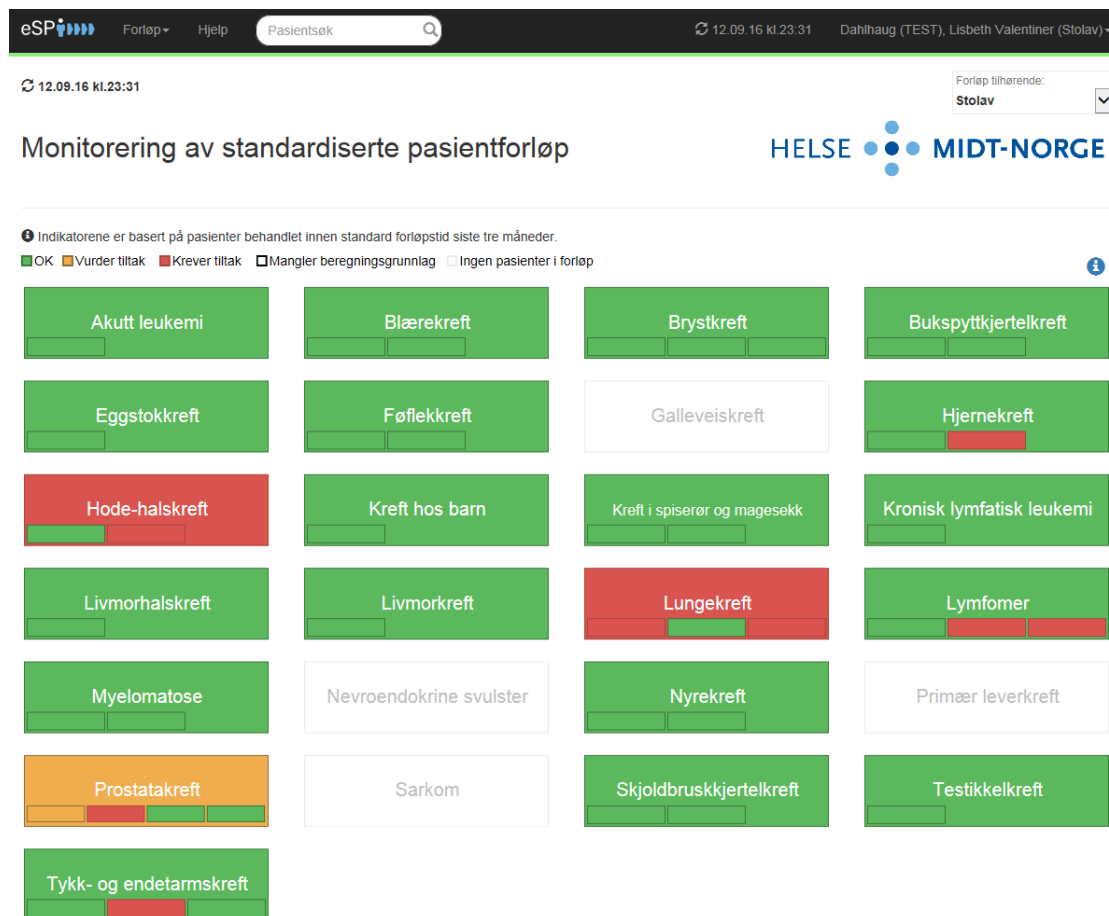 eSP Forløp Hjelp Pasientsøk 12.09.16 kl.23:31 Dahlhaug (TEST), Lisbeth Valentiner (Stolav)
12.09.16 kl.23:31
Forløp tilhørende:
Stolav
Monitorering av standardiserte pasientforløp
HELSE MIDT-NORGE
Indikatorene er basert på pasienter behandlet innen standard forløpstid siste tre måneder.
OK Vurder tiltak Krever tiltak Mangler beregningsgrunnlag Ingen pasienter i forløp
Akutt leukemi Blærekreft Brystkreft Bukspyttkjertelkreft
Eggstokkreft Føflekkreft Galleveiskreft Hjernekreft
Hode-halskreft Kreft hos barn Kreft i spiserør og magesekk Kronisk lymfatisk leukemi
Livmorhalskreft Livmorkreft Lungekreft Lymfomer
Myelomatose Nevroendokrine svulster Nyrekreft Primær leverkreft
Prostatakreft Sarkom Skjoldbruskkjertelkreft Testikkelkreft
Tykk- og endetarmskreft